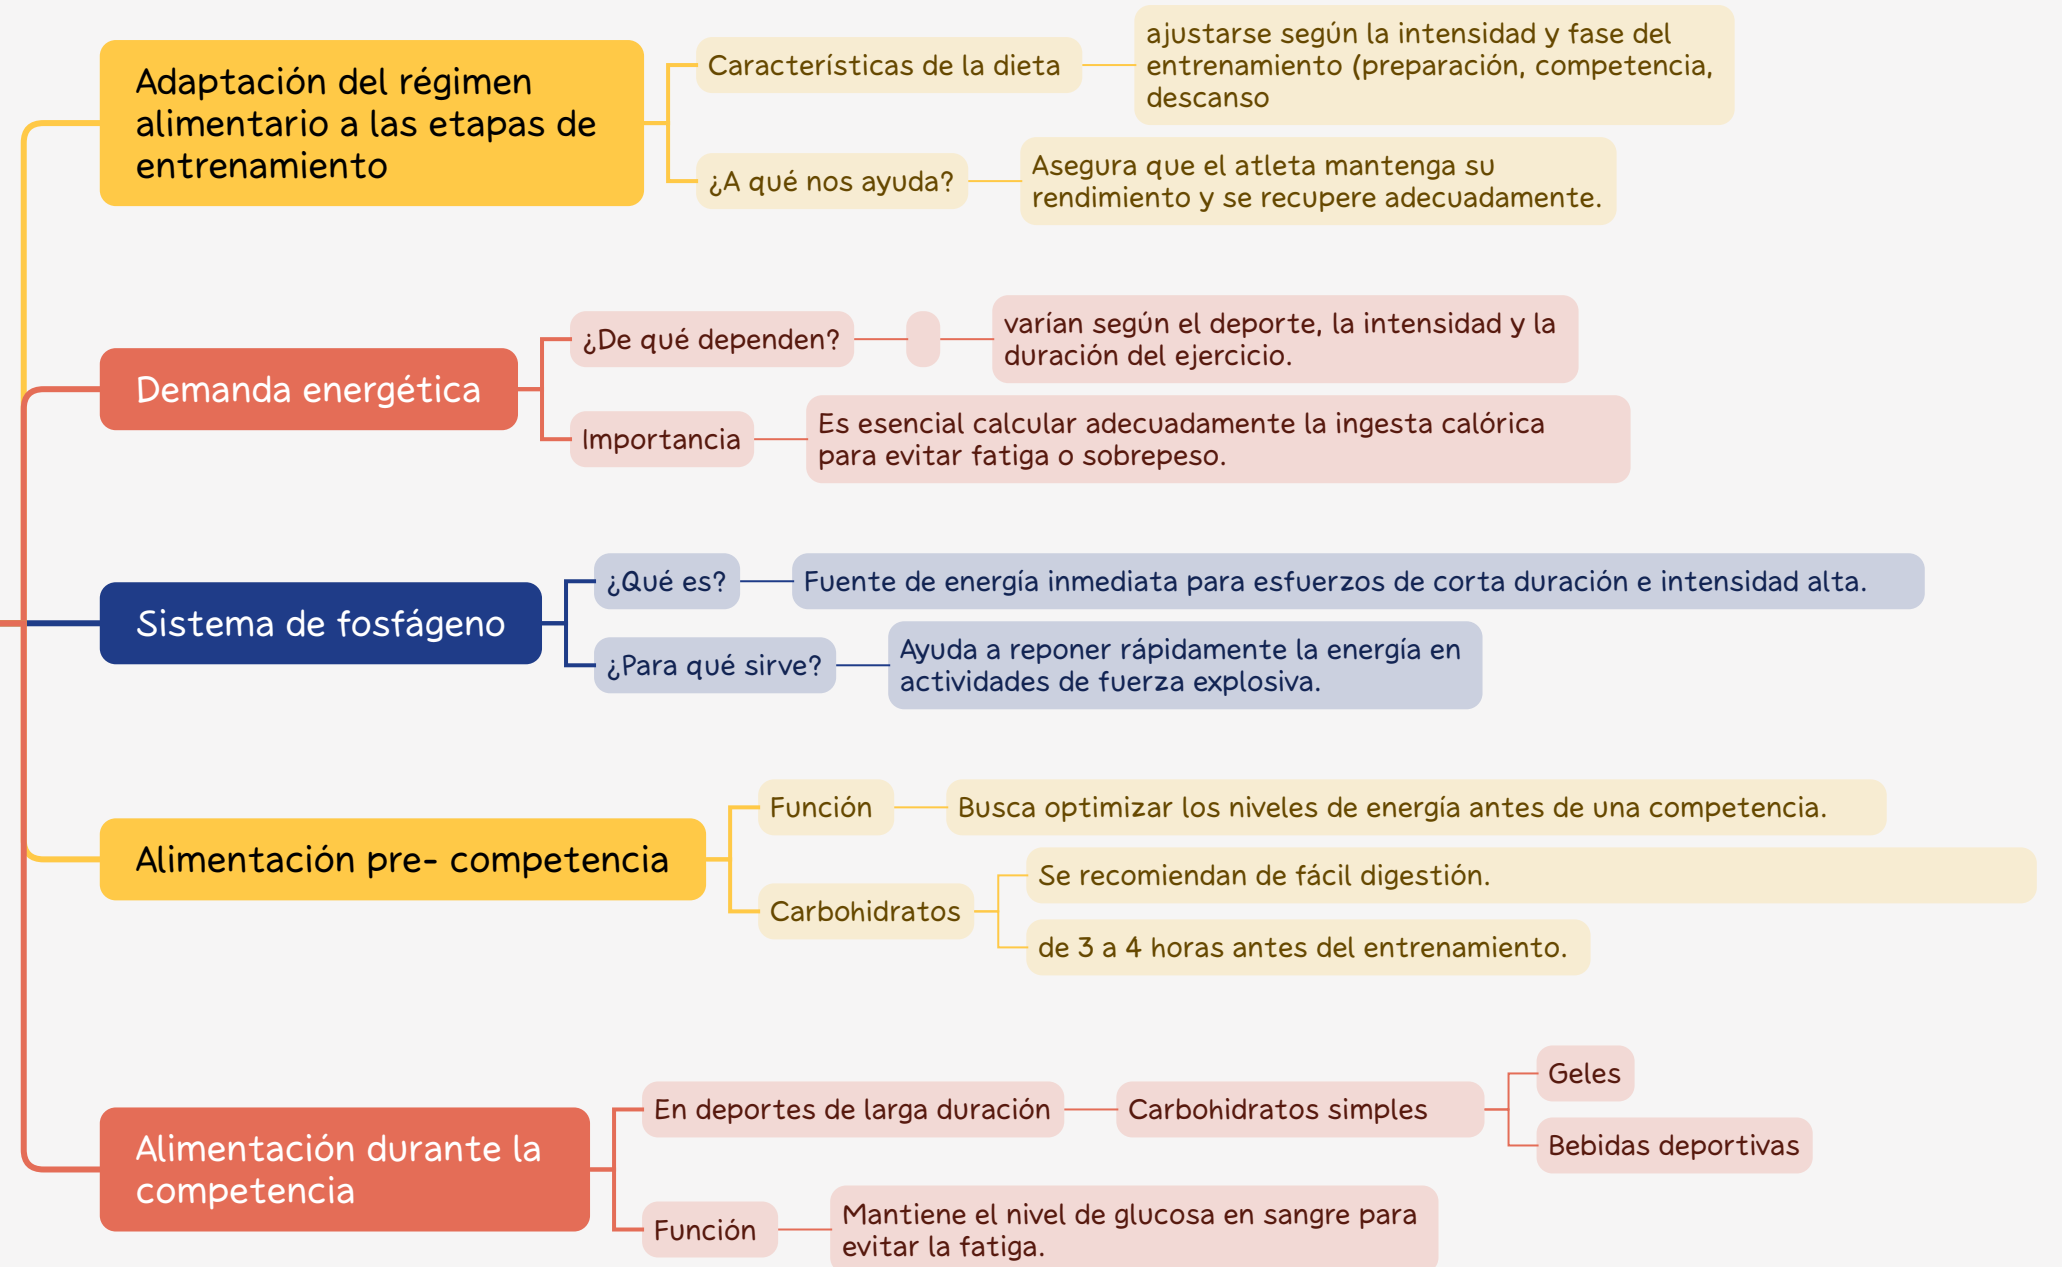 Adaptación del régimen
alimentario a las etapas de
entrenamiento
Características de la dieta
ajustarse según la intensidad y fase del
entrenamiento (preparación, competencia,
descanso
¿A qué nos ayuda?
Asegura que el atleta mantenga su
rendimiento y se recupere adecuadamente.
Demanda energética
¿De qué dependen?
varían según el deporte, la intensidad y la
duración del ejercicio.
Importancia
Es esencial calcular adecuadamente la ingesta calórica
para evitar fatiga o sobrepeso.
Sistema de fosfágeno
¿Qué es?
Fuente de energía inmediata para esfuerzos de corta duración e intensidad alta.
¿Para qué sirve?
Ayuda a reponer rápidamente la energía en
actividades de fuerza explosiva.
Alimentación pre- competencia
Función
Busca optimizar los niveles de energía antes de una competencia.
Carbohidratos
Se recomiendan de fácil digestión.
de 3 a 4 horas antes del entrenamiento.
Alimentación durante la
competencia
En deportes de larga duración
Carbohidratos simples
Geles
Bebidas deportivas
Función
Mantiene el nivel de glucosa en sangre para
evitar la fatiga.